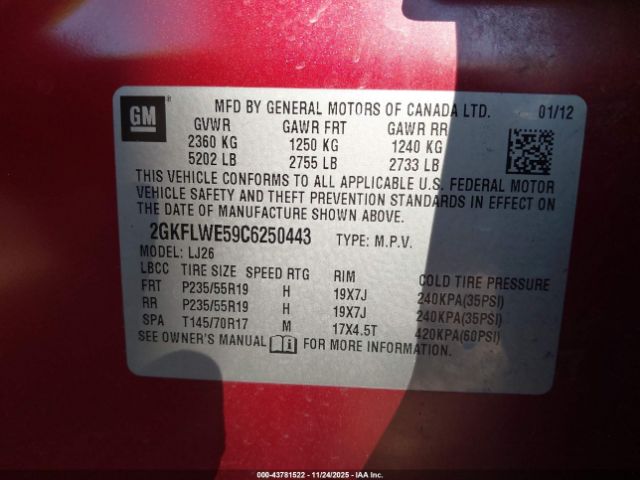 GM ®
MFD BY GENERAL MOTORS OF CANADA LTD. 01/12
GVWR GAWR FRT GAWR RR
2360 KG 1250 KG 1240 KG
5202 LB 2755 LB 2733 LB
THIS VEHICLE CONFORMS TO ALL APPLICABLE U.S. FEDERAL MOTOR
VEHICLE SAFETY AND THEFT PREVENTION STANDARDS IN EFFECT ON
THE DATE OF MANUFACTURE SHOWN ABOVE.
2GKFLWE59C6250443 TYPE: M.P.V.
MODEL: LJ26
LBCC TIRE SIZE SPEED RTG RIM COLD TIRE PRESSURE
FRT P235/55R19 H 19X7J 240KPA(35PSI)
RR P235/55R19 H 19X7J 240KPA(35PSI)
SPA T145/70R17 M 17X4.5T 420KPA(60PSI)
SEE OWNER'S MANUAL i FOR MORE INFORMATION.
000-43781522 - 11/24/2025 - IAA Inc.